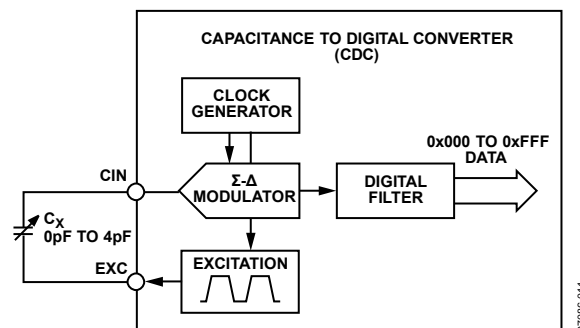 CAPACITANCE TO DIGITAL CONVERTER
(CDC)
CLOCK
GENERATOR
0x000 TO 0xFFF
DATA
CIN
Σ-Δ
MODULATOR
DIGITAL
FILTER
CX
0pF TO 4pF
EXC
EXCITATION